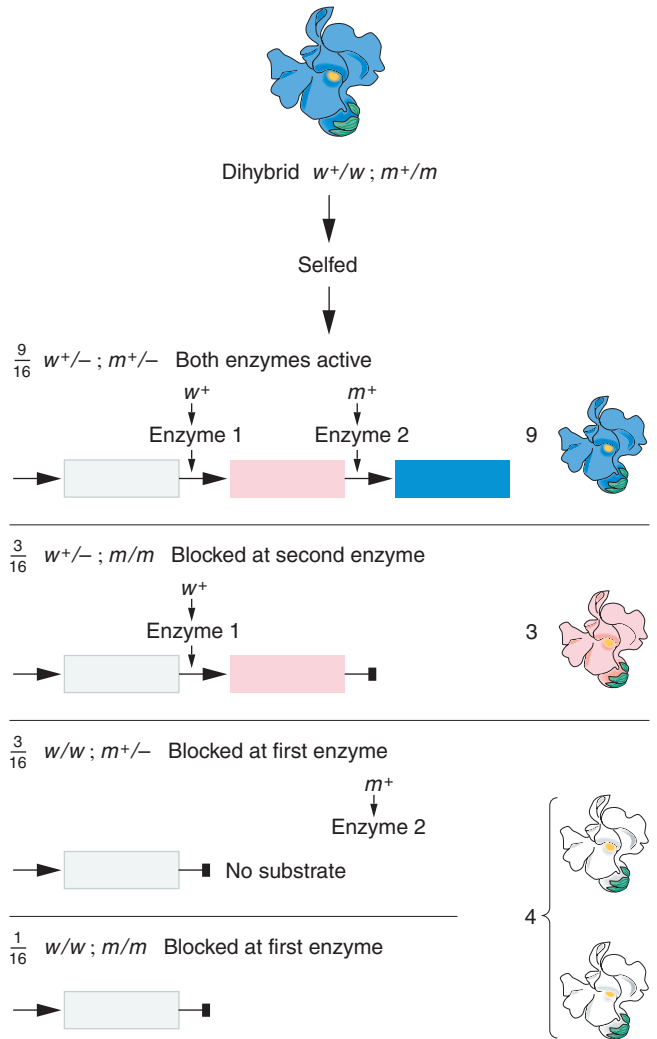 Dihybrid w⁺/w ; m⁺/m
Selfed
9/16 w⁺/– ; m⁺/– Both enzymes active
w⁺ m⁺
Enzyme 1 Enzyme 2 9
3/16 w⁺/– ; m/m Blocked at second enzyme
w⁺
Enzyme 1 3
3/16 w/w ; m⁺/– Blocked at first enzyme
m⁺
Enzyme 2
No substrate
4
1/16 w/w ; m/m Blocked at first enzyme